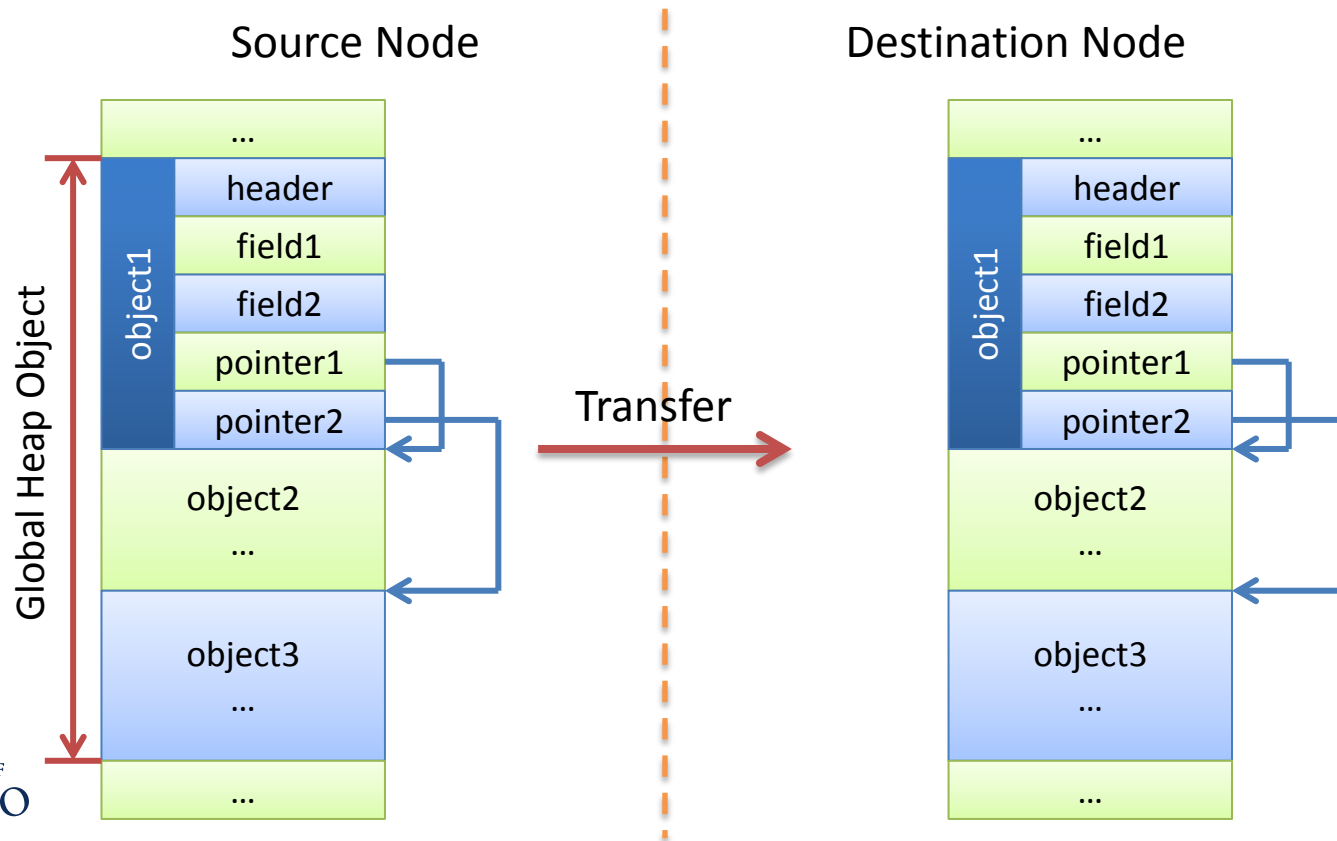 Source Node
Destination Node
...
header
field1
field2
pointer1
pointer2
object1
object2
...
object3
...
...
Global Heap Object
Transfer
...
header
field1
field2
pointer1
pointer2
object1
object2
...
object3
...
...
F
O